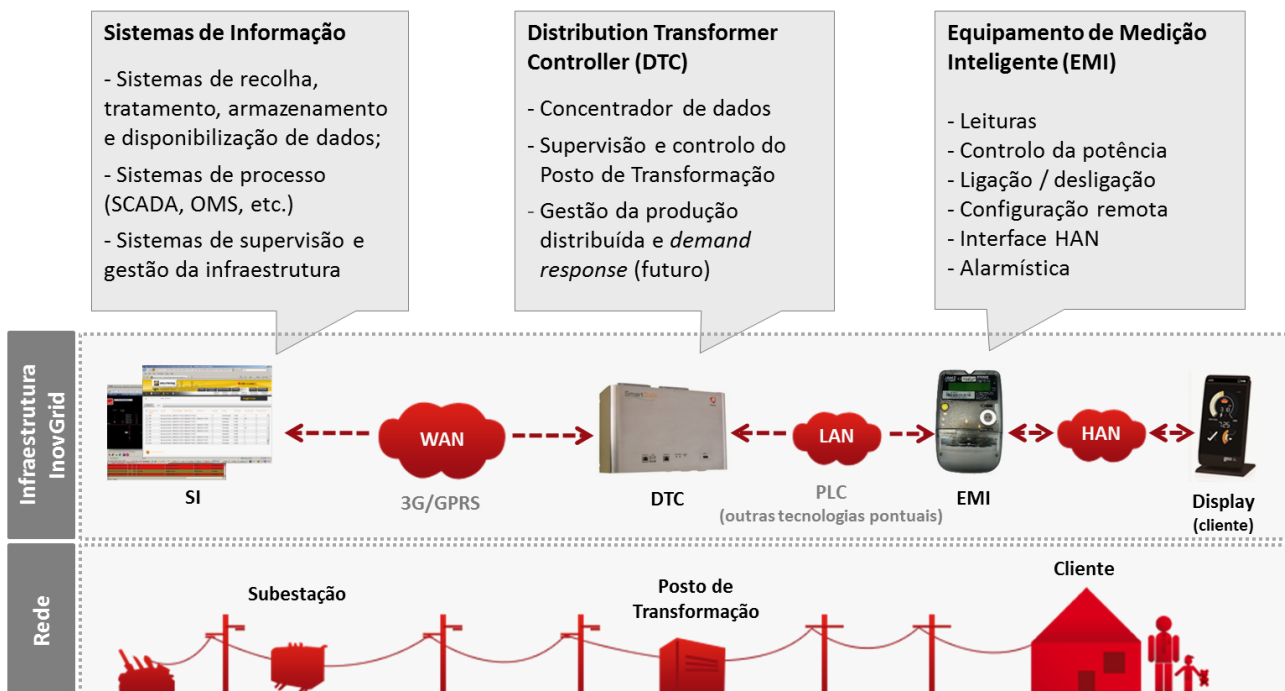 Sistemas de Informação
- Sistemas de recolha,
tratamento, armazenamento
e disponibilização de dados;
- Sistemas de processo
(SCADA, OMS, etc.)
- Sistemas de supervisão e
gestão da infraestrutura
Distribution Transformer
Controller (DTC)
- Concentrador de dados
- Supervisão e controlo do
Posto de Transformação
- Gestão da produção
distribuída e demand
response (futuro)
Equipamento de Medição
Inteligente (EMI)
- Leituras
- Controlo da potência
- Ligação / desligação
- Configuração remota
- Interface HAN
- Alarmística
Infraestrutura
InovGrid
WAN
LAN
HAN
SI
3G/GPRS
DTC
PLC
(outras tecnologias pontuais)
EMI
Display
(cliente)
Rede
Subestação
Posto de
Transformação
Cliente